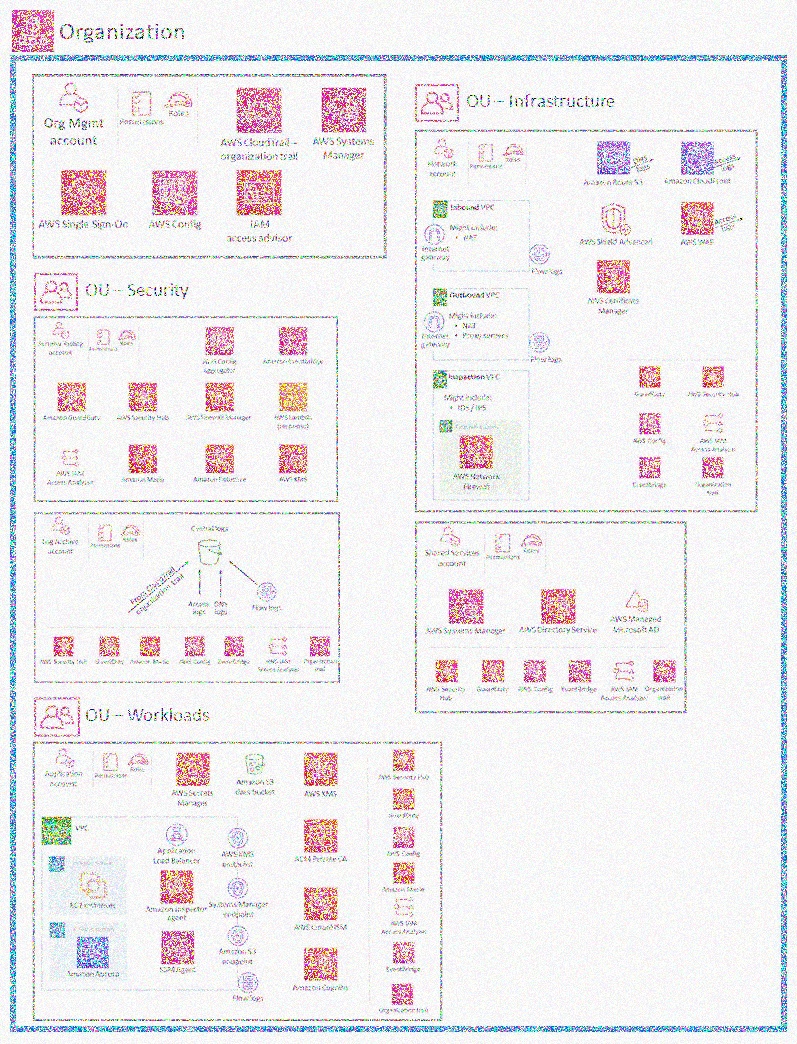 Organization
Org Mgmt
account
Permissions
Roles
AWS CloudTrail –
organization trail
AWS Systems
Manager
AWS Single Sign-On
AWS Config
IAM
access advisor
OU – Infrastructure
Network
account
Permissions
Roles
Amazon Route 53
DNS
logs
Amazon CloudFront
Access
logs
Inbound VPC
Might include:
• NAT
Internet
gateway
Flow logs
AWS Shield Advanced
AWS WAF
Access
logs
AWS Certificate
Manager
Outbound VPC
Might include:
• NAT
• Proxy servers
Internet
gateway
Flow logs
Inspection VPC
Might include:
• IDS / IPS
AWS Network
Firewall
GuardDuty
AWS Security Hub
AWS Config
AWS IAM
Access Analyzer
EventBridge
Organization
trail
OU – Security
account
Permissions
Roles
AWS Config
aggregator
Amazon EventBridge
Amazon GuardDuty
AWS Security Hub
AWS Firewall Manager
AWS Lambda
AWS IAM
Access Analyzer
Amazon Macie
Amazon Detective
AWS KMS
Log Archive
account
Permissions
Roles
Central logs
From CloudTrail
organization trail
Access
logs
DNS
logs
Flow logs
AWS Security Hub
GuardDuty
Amazon Macie
AWS Config
EventBridge
AWS IAM
Access Analyzer
Organization
trail
Shared Services
account
Permissions
Roles
AWS Systems Manager
AWS Directory Service
AWS Managed
Microsoft AD
AWS Security
Hub
GuardDuty
AWS Config
EventBridge
AWS IAM
Access Analyzer
Organization
trail
OU – Workloads
Application
account
Permissions
Roles
AWS Secrets
Manager
Amazon S3
data bucket
AWS KMS
AWS Security Hub
GuardDuty
VPC
Application
Load Balancer
AWS KMS
endpoint
ACM Private CA
AWS Config
EC2 instances
Amazon Inspector
agent
Systems Manager
endpoint
AWS CloudHSM
Amazon Macie
AWS IAM
Access Analyzer
Amazon Aurora
SSM Agent
Amazon S3
endpoint
Flow logs
Amazon Cognito
EventBridge
Organization trail